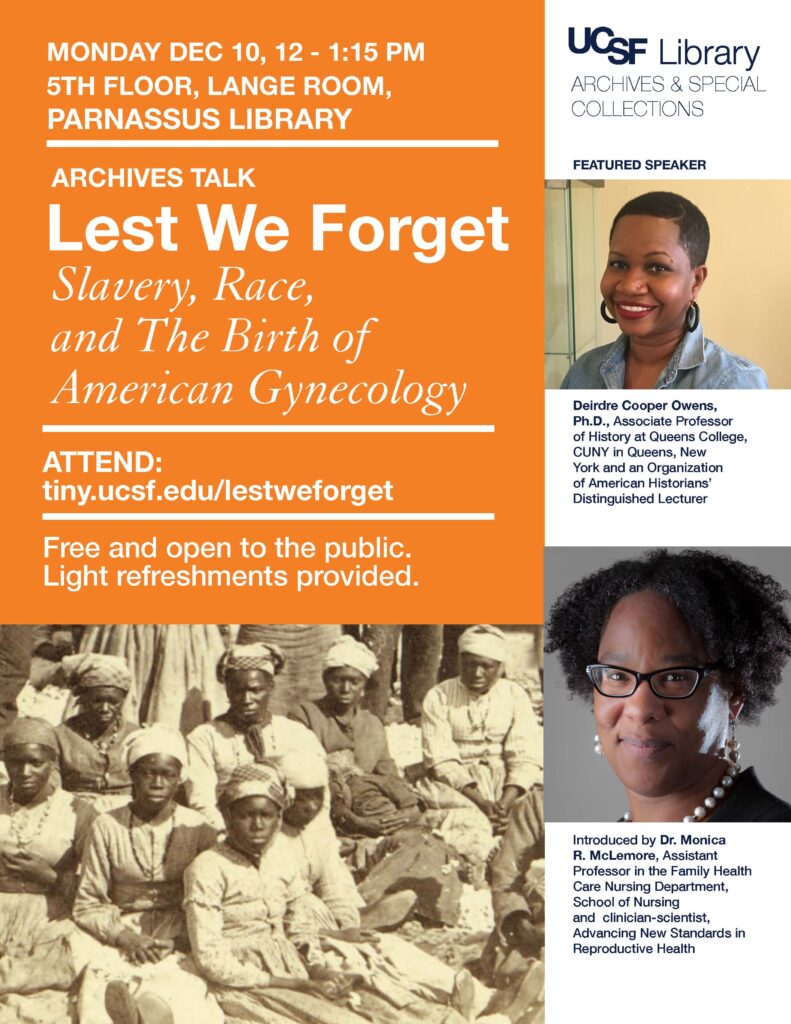 MONDAY DEC 10, 12 - 1:15 PM
5TH FLOOR, LANGE ROOM,
PARNASSUS LIBRARY
ARCHIVES TALK
Lest We Forget
Slavery, Race,
and The Birth of
American Gynecology
ATTEND:
tiny.ucsf.edu/lestweforget
Free and open to the public.
Light refreshments provided.
UCSF Library
ARCHIVES & SPECIAL
COLLECTIONS
FEATURED SPEAKER
Deirdre Cooper Owens,
Ph.D., Associate Professor
of History at Queens College,
CUNY in Queens, New
York and an Organization
of American Historians'
Distinguished Lecturer
Introduced by Dr. Monica
R. McLemore, Assistant
Professor in the Family Health
Care Nursing Department,
School of Nursing
and clinician-scientist,
Advancing New Standards in
Reproductive Health